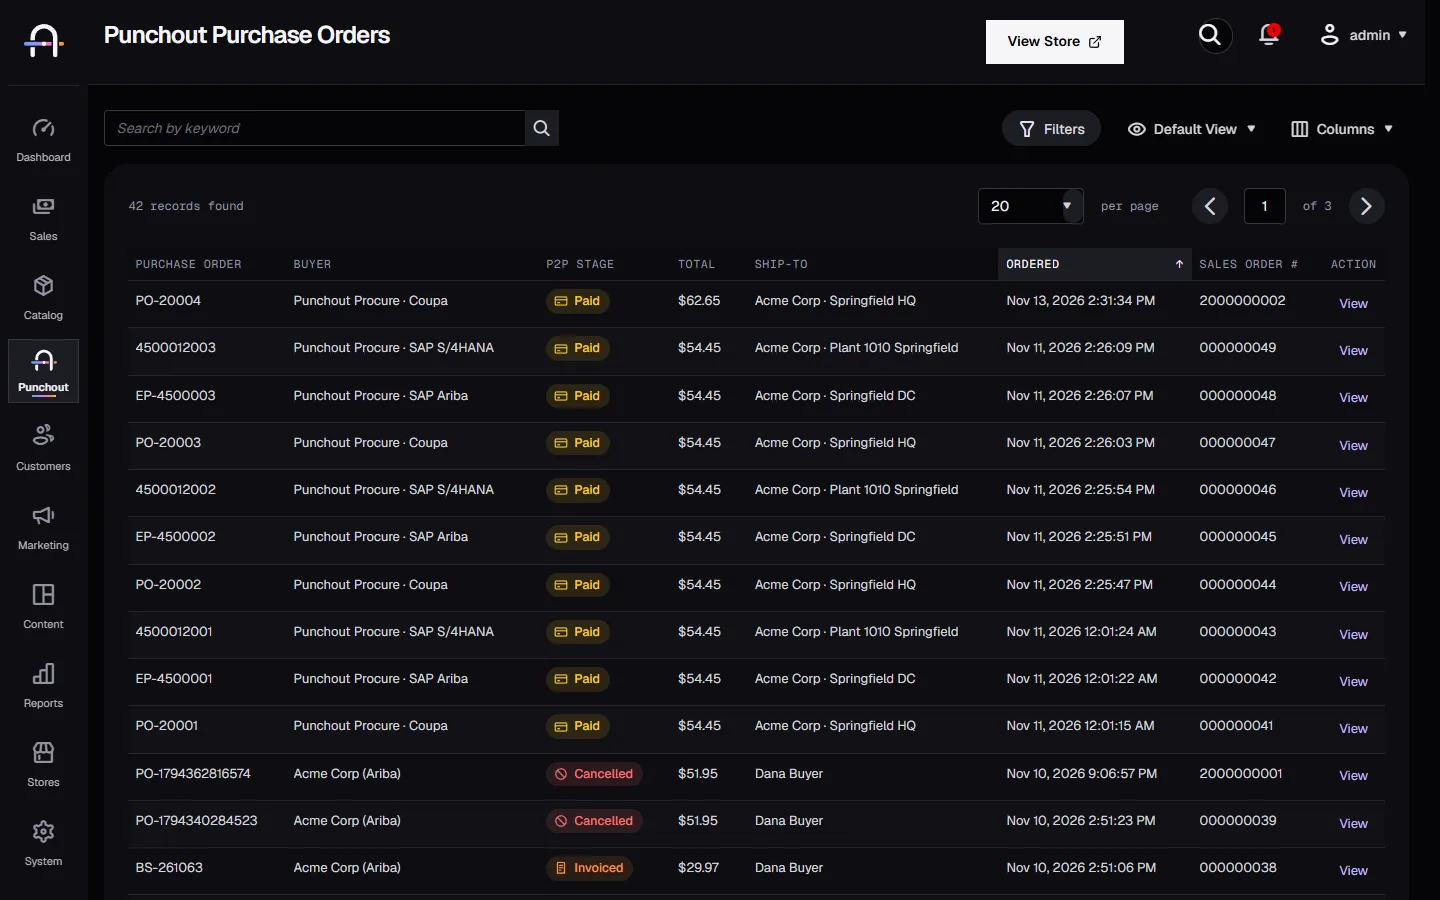 Punchout Purchase Orders
View Store
admin
Search by keyword
Filters
Default View
Columns
Dashboard
Sales
Catalog
Punchout
Customers
Marketing
Content
Reports
Stores
System
42 records found
20
per page
1
of 3
PURCHASE ORDER BUYER P2P STAGE TOTAL SHIP-TO ORDERED SALES ORDER # ACTION
PO-20004 Punchout Procure · Coupa Paid $62.65 Acme Corp · Springfield HQ Nov 13, 2026 2:31:34 PM 2000000002 View
4500012003 Punchout Procure · SAP S/4HANA Paid $54.45 Acme Corp · Plant 1010 Springfield Nov 11, 2026 2:26:09 PM 000000049 View
EP-4500003 Punchout Procure · SAP Ariba Paid $54.45 Acme Corp · Springfield DC Nov 11, 2026 2:26:07 PM 000000048 View
PO-20003 Punchout Procure · Coupa Paid $54.45 Acme Corp · Springfield HQ Nov 11, 2026 2:26:03 PM 000000047 View
4500012002 Punchout Procure · SAP S/4HANA Paid $54.45 Acme Corp · Plant 1010 Springfield Nov 11, 2026 2:25:54 PM 000000046 View
EP-4500002 Punchout Procure · SAP Ariba Paid $54.45 Acme Corp · Springfield DC Nov 11, 2026 2:25:51 PM 000000045 View
PO-20002 Punchout Procure · Coupa Paid $54.45 Acme Corp · Springfield HQ Nov 11, 2026 2:25:47 PM 000000044 View
4500012001 Punchout Procure · SAP S/4HANA Paid $54.45 Acme Corp · Plant 1010 Springfield Nov 11, 2026 12:01:24 AM 000000043 View
EP-4500001 Punchout Procure · SAP Ariba Paid $54.45 Acme Corp · Springfield DC Nov 11, 2026 12:01:22 AM 000000042 View
PO-20001 Punchout Procure · Coupa Paid $54.45 Acme Corp · Springfield HQ Nov 11, 2026 12:01:15 AM 000000041 View
PO-1794362816574 Acme Corp (Ariba) Cancelled $51.95 Dana Buyer Nov 10, 2026 9:06:57 PM 2000000001 View
PO-1794340284523 Acme Corp (Ariba) Cancelled $51.95 Dana Buyer Nov 10, 2026 2:51:23 PM 000000039 View
BS-261063 Acme Corp (Ariba) Invoiced $29.97 Dana Buyer Nov 10, 2026 2:51:06 PM 000000038 View